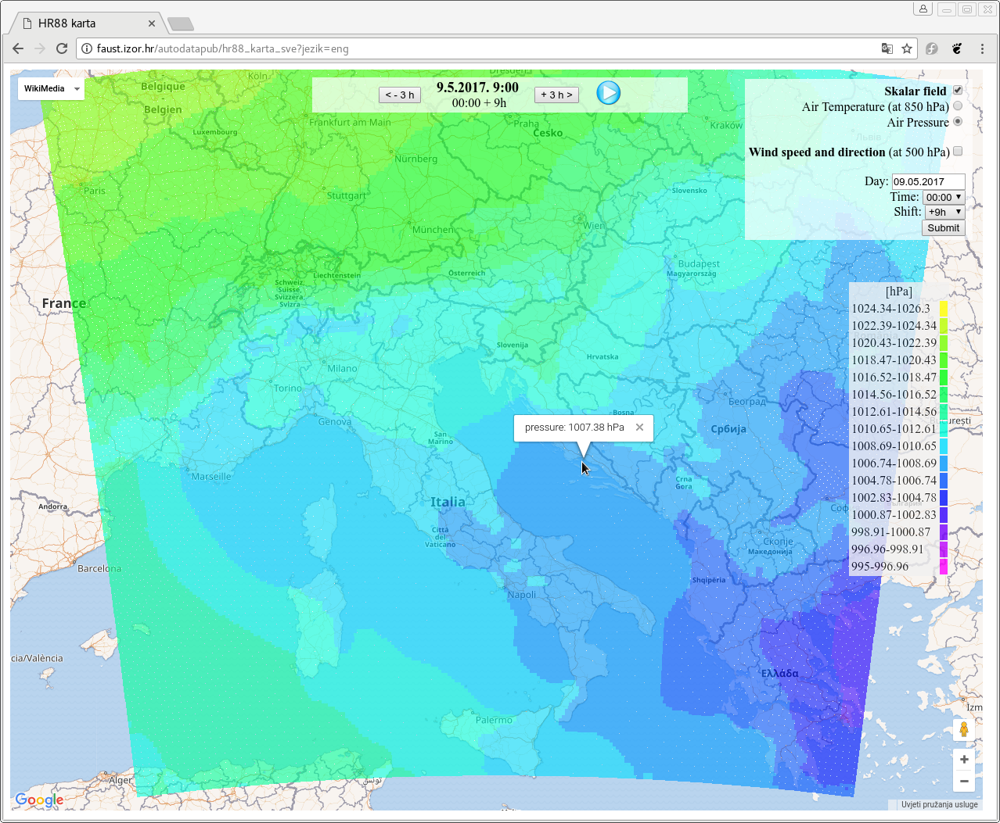 HR88 karta
faust.izor.hr/autodatapub/hr88_karta_sve?jezik=eng
WikiMedia
< - 3 h
9.5.2017. 9:00
00:00 + 9h
+ 3 h >
Skalar field
Air Temperature (at 850 hPa)
Air Pressure
Wind speed and direction (at 500 hPa)
Day: 09.05.2017
Time: 00:00
Shift: +9h
Submit
[hPa]
1024.34-1026.3
1022.39-1024.34
1020.43-1022.39
1018.47-1020.43
1016.52-1018.47
1014.56-1016.52
1012.61-1014.56
1010.65-1012.61
1008.69-1010.65
1006.74-1008.69
1004.78-1006.74
1002.83-1004.78
1000.87-1002.83
998.91-1000.87
996.96-998.91
995-996.96
pressure: 1007.38 hPa
Köln
Dresden
Belgique
-
Belgien
Frankfurt am Main
Luxembourg
Praha
Česko
Kraków
Львів
Nürnberg
Paris
Stuttgart
Slovensko
München
Wien
Budapest
Magyarország
Liechtenstein
Österreich
Schweiz,
Suisse,
Svizzera,
Svizra
France
Slovenija
Hrvatska
Milano
Torino
Genova
Bosna
Београд
Србија
București
San
Marino
Marseille
Italia
Crna
Gora
Andorra
Città
del
Vaticano
Скопје
Македонија
Barcelona
Shqipëria
Napoli
cia/València
Ελλάδα
Palermo
Izm
Alger
تونس
Google
Uvjeti pružanja usluge